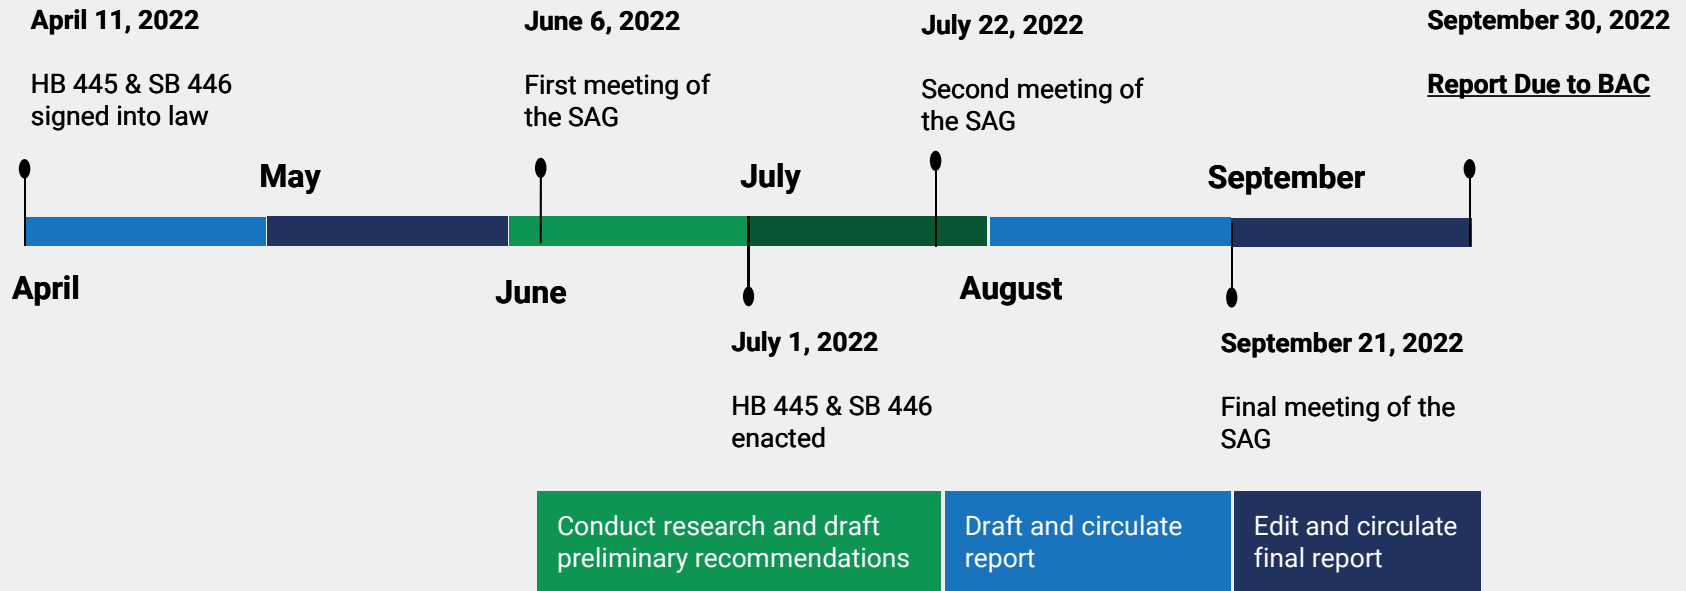 April 11, 2022
HB 445 & SB 446
signed into law
June 6, 2022
First meeting of
the SAG
July 22, 2022
Second meeting of
the SAG
September 30, 2022
Report Due to BAC
May
July
September
April
June
August
July 1, 2022
HB 445 & SB 446
enacted
September 21, 2022
Final meeting of the
SAG
Conduct research and draft
preliminary recommendations
Draft and circulate
report
Edit and circulate
final report